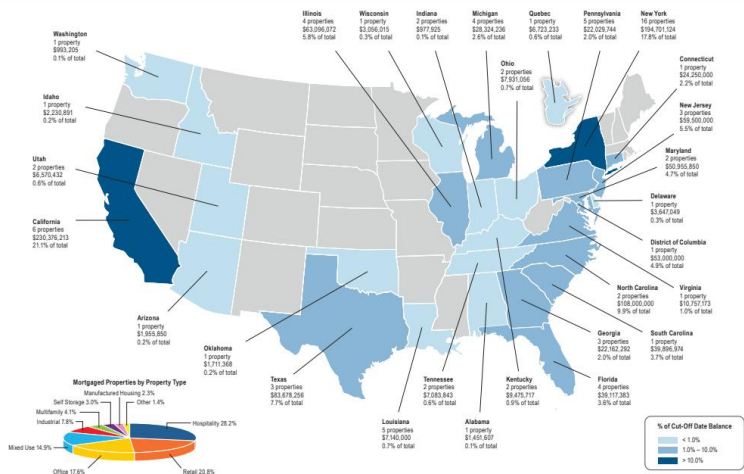 Illinois
4 properties
$63,096,072
5.8% of total
Wisconsin
1 property
$3,056,015
0.3% of total
Indiana
2 properties
$977,925
0.1% of total
Michigan
4 properties
$28,324,236
2.6% of total
Quebec
1 property
$6,723,233
0.6% of total
Pennsylvania
5 properties
$22,029,744
2.0% of total
New York
16 properties
$194,701,124
17.8% of total
Washington
1 property
$993,205
0.1% of total
Ohio
2 properties
$7,931,056
0.7% of total
Connecticut
1 property
$24,250,000
2.2% of total
Idaho
1 property
$2,230,891
0.2% of total
New Jersey
3 properties
$59,500,000
5.5% of total
Maryland
2 properties
$50,955,850
4.7% of total
Utah
2 properties
$6,570,432
0.6% of total
Delaware
1 property
$3,647,049
0.3% of total
California
6 properties
$230,376,213
21.1% of total
District of Columbia
1 property
$53,000,000
4.9% of total
Virginia
1 property
$10,757,173
1.0% of total
North Carolina
2 properties
$108,000,000
9.9% of total
Arizona
1 property
$1,955,850
0.2% of total
Oklahoma
1 property
$1,711,368
0.2% of total
Texas
3 properties
$83,678,256
7.7% of total
Louisiana
5 properties
$7,140,000
0.7% of total
Tennessee
2 properties
$7,083,843
0.6% of total
Alabama
1 property
$1,451,607
0.1% of total
Kentucky
2 properties
$9,475,717
0.9% of total
Georgia
3 properties
$22,162,292
2.0% of total
South Carolina
1 property
$39,896,974
3.7% of total
Florida
4 properties
$39,117,383
3.6% of total
Mortgaged Properties by Property Type
Manufactured Housing 2.3%
Self Storage 3.0%
Other 1.4%
Multifamily 4.1%
Industrial 7.8%
Hospitality 28.2%
Mixed Use 14.9%
Office 17.6%
Retail 20.8%
% of Cut-Off Date Balance
< 1.0%
1.0% – 10.0%
> 10.0%